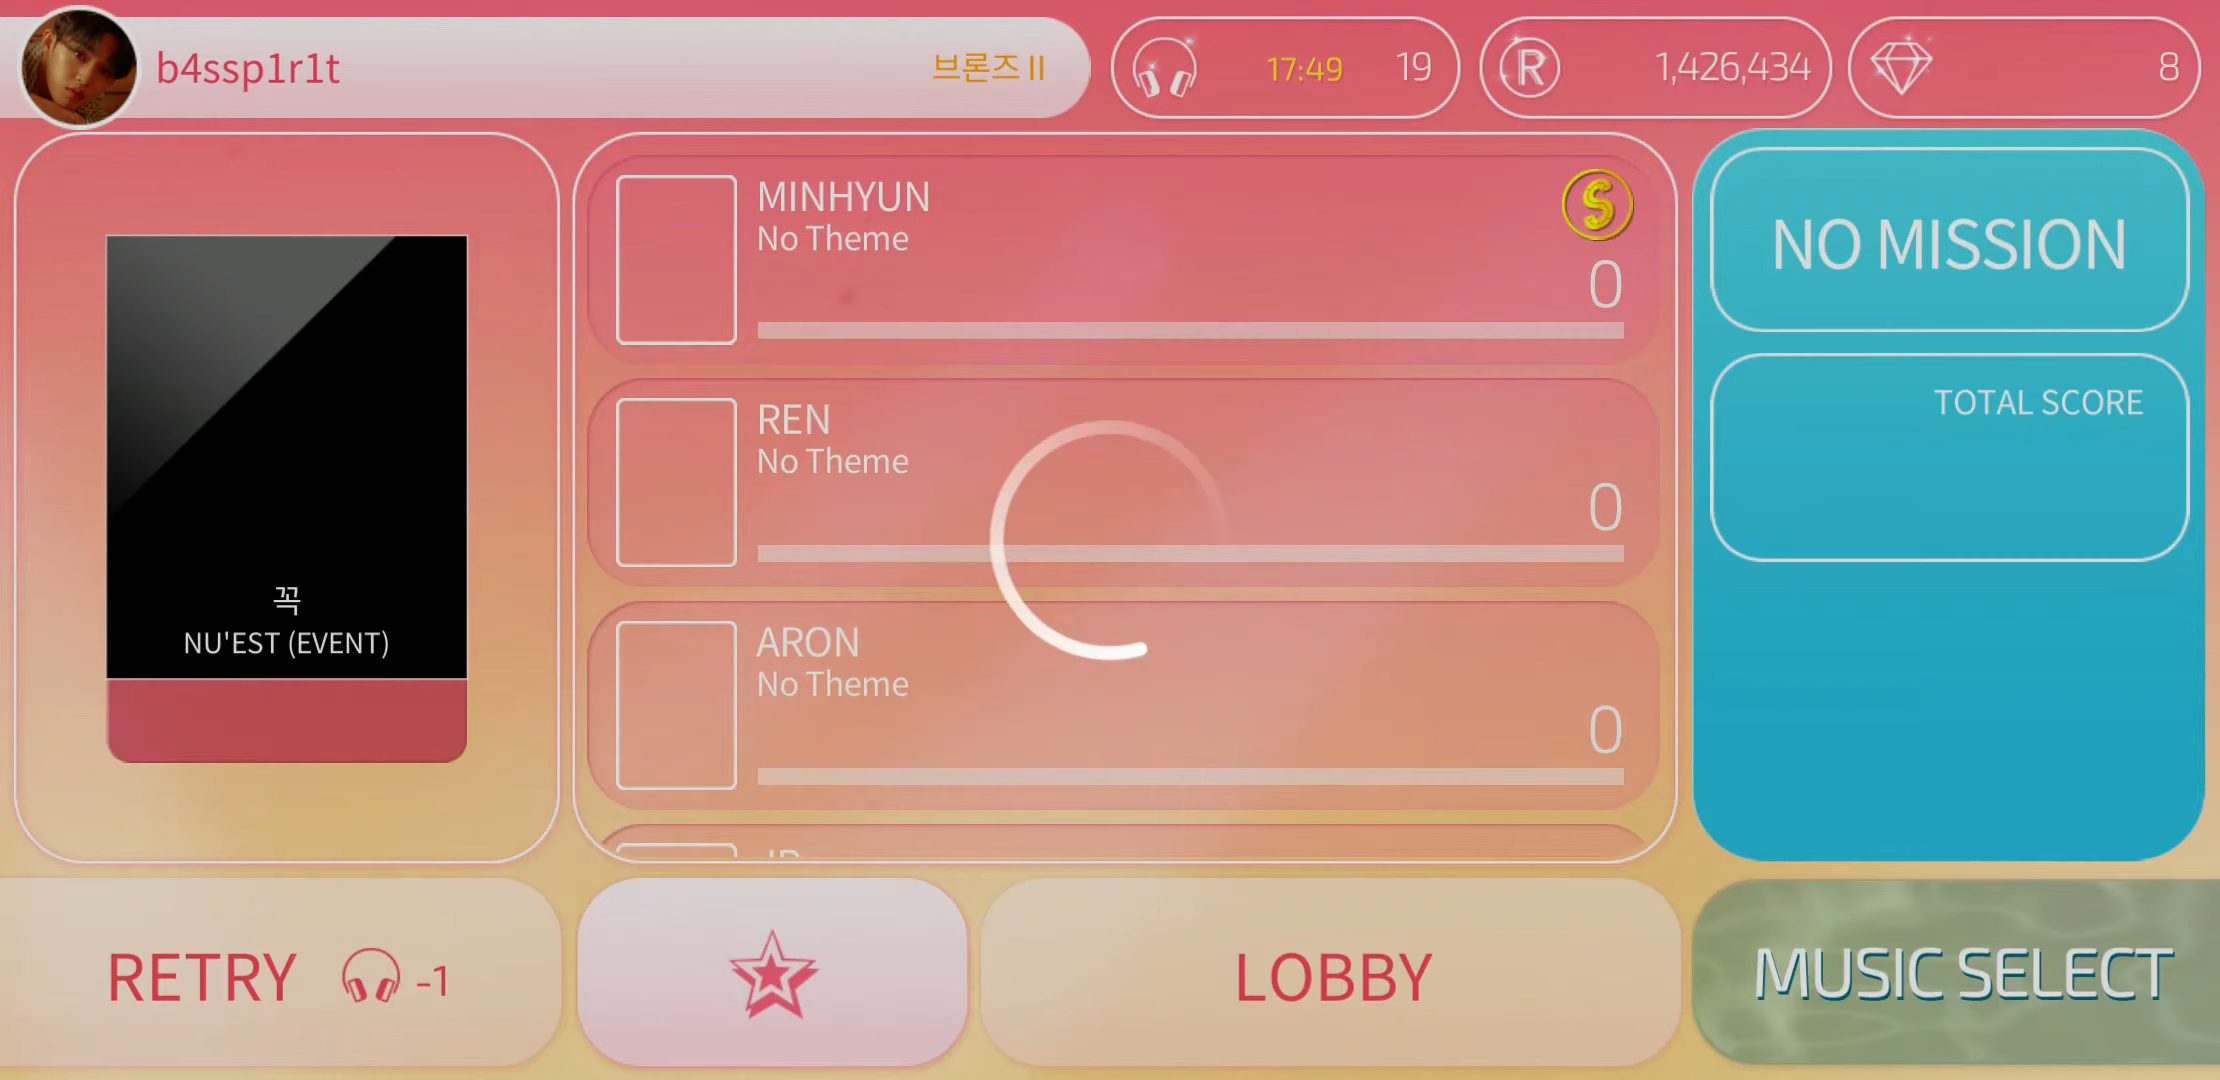 b4ssp1r1t
브론즈 II
17:49
19
R
1,426,434
8
꼭
NU'EST (EVENT)
MINHYUN
No Theme
S
0
REN
No Theme
0
ARON
No Theme
0
NO MISSION
TOTAL SCORE
RETRY
-1
LOBBY
MUSIC SELECT